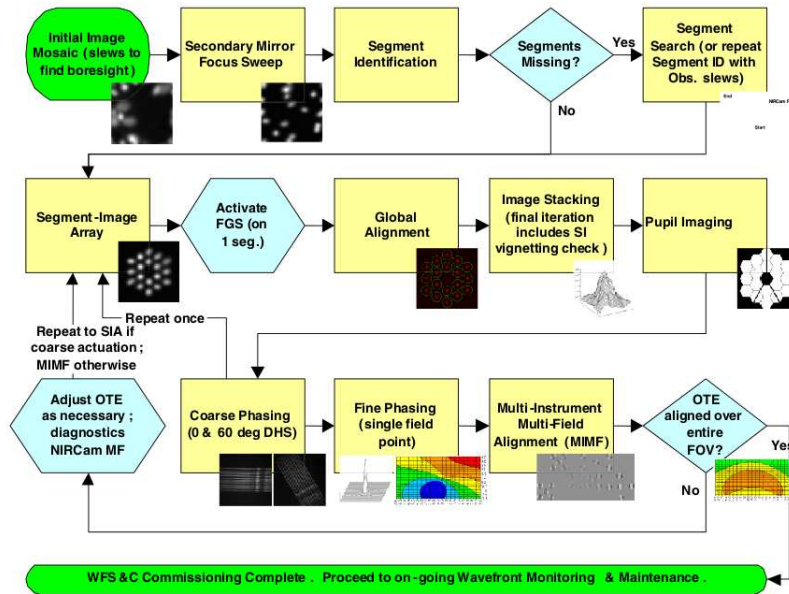 Initial Image
Mosaic (slews to
find boresight)
Secondary Mirror
Focus Sweep
Segment
Identification
Segments
Missing?
Yes
No
Segment
Search (or repeat
Segment ID with
Obs. slews)
End
NIRCam F
Start
Segment-Image
Array
Activate
FGS (on
1 seg.)
Global
Alignment
Image Stacking
(final iteration
includes SI
vignetting check)
Pupil Imaging
Repeat to SIA if
coarse actuation;
MIMF otherwise
Repeat once
Adjust OTE
as necessary;
diagnostics
NIRCam MF
Coarse Phasing
(0 & 60 deg DHS)
Fine Phasing
(single field
point)
Multi-Instrument
Multi-Field
Alignment (MIMF)
OTE
aligned over
entire
FOV?
Yes
No
WFS&C Commissioning Complete. Proceed to on-going Wavefront Monitoring & Maintenance.